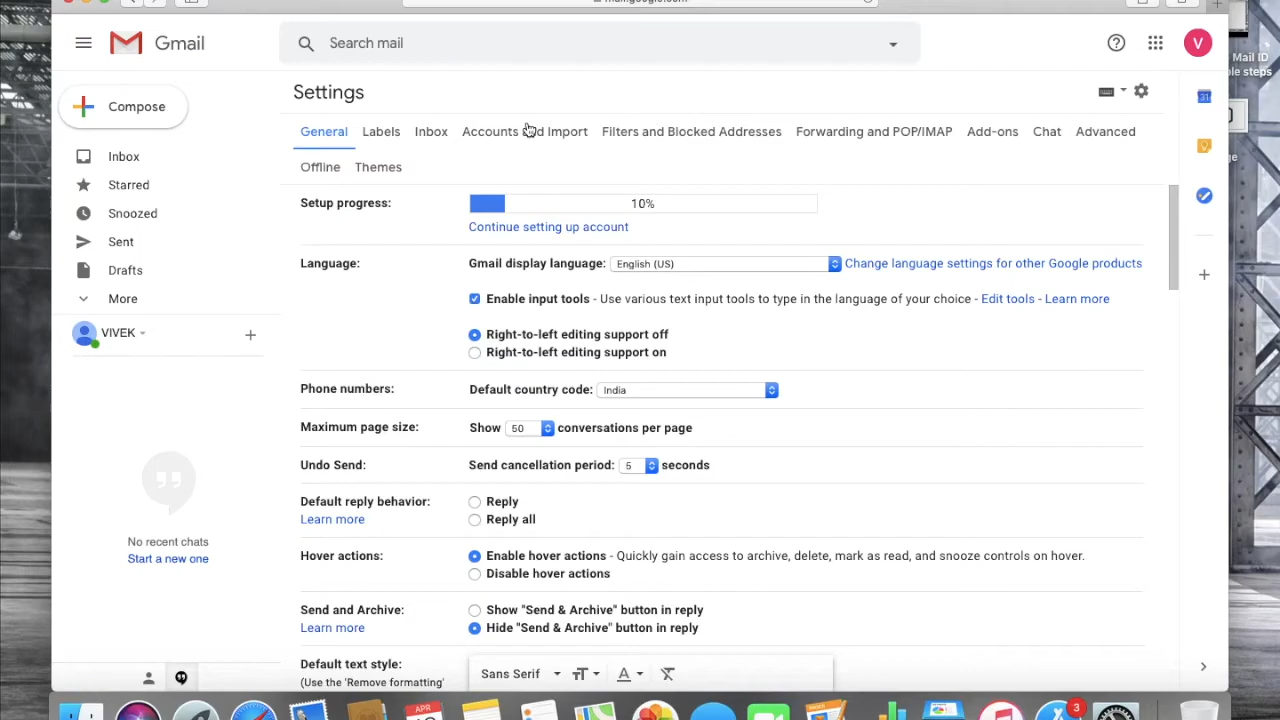 Gmail
Search mail
V
Mail ID
le steps
Settings
Compose
General Labels Inbox Accounts and Import Filters and Blocked Addresses Forwarding and POP/IMAP Add-ons Chat Advanced
Offline Themes
Inbox
Starred
Snoozed
Sent
Drafts
More
VIVEK
No recent chats
Start a new one
Setup progress: 10%
Continue setting up account
Language: Gmail display language: English (US) Change language settings for other Google products
Enable input tools - Use various text input tools to type in the language of your choice - Edit tools - Learn more
Right-to-left editing support off
Right-to-left editing support on
Phone numbers: Default country code: India
Maximum page size: Show 50 conversations per page
Undo Send: Send cancellation period: 5 seconds
Default reply behavior: Reply
Learn more Reply all
Hover actions: Enable hover actions - Quickly gain access to archive, delete, mark as read, and snooze controls on hover.
Disable hover actions
Send and Archive: Show "Send & Archive" button in reply
Learn more Hide "Send & Archive" button in reply
Default text style: Sans Serif
(Use the 'Remove formatting'
31
APR
3